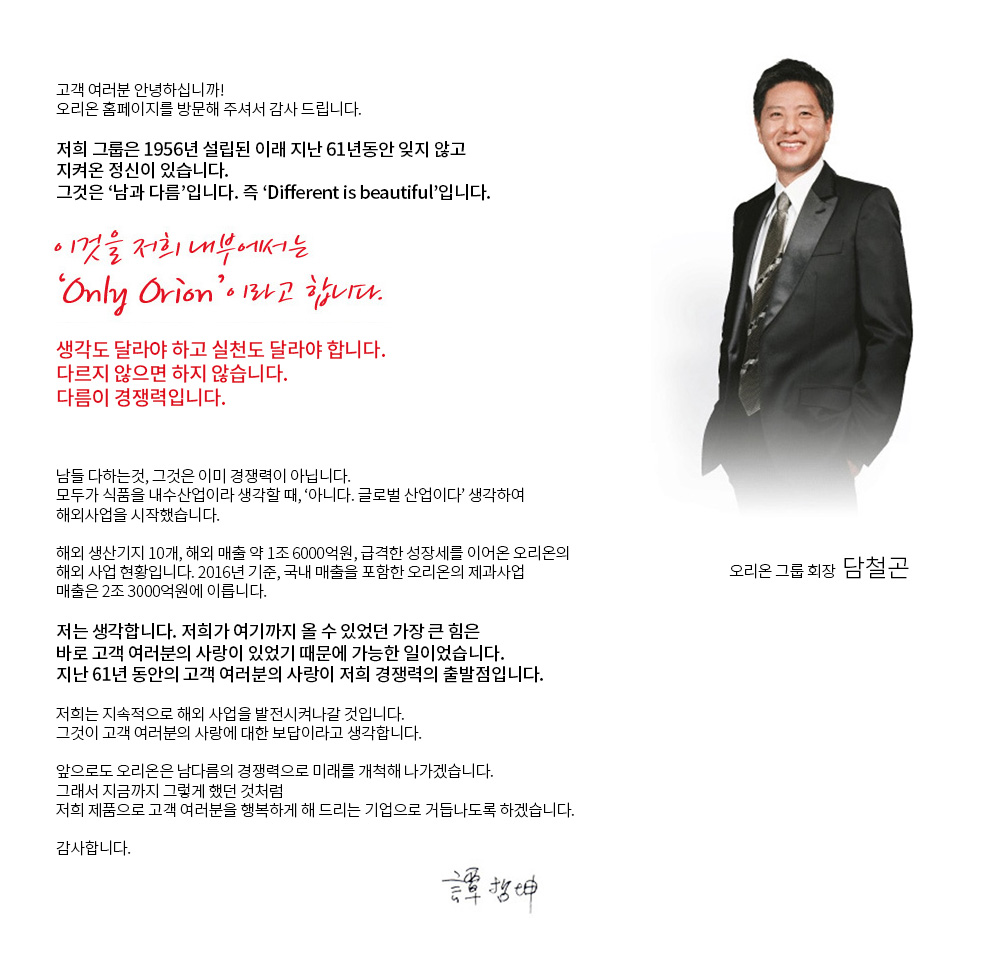 고객 여러분 안녕하십니까!
오리온 홈페이지를 방문해 주셔서 감사 드립니다.
저희 그룹은 1956년 설립된 이래 지난 61년동안 잊지 않고
지켜온 정신이 있습니다.
그것은 ‘남과 다름’입니다. 즉 ‘Different is beautiful’입니다.
이것을 저희 내부에서는
‘Only Orion’이라고 합니다.
생각도 달라야 하고 실천도 달라야 합니다.
다르지 않으면 하지 않습니다.
다름이 경쟁력입니다.
남들 다하는것, 그것은 이미 경쟁력이 아닙니다.
모두가 식품을 내수산업이라 생각할 때, ‘아니다. 글로벌 산업이다’ 생각하여
해외사업을 시작했습니다.
해외 생산기지 10개, 해외 매출 약 1조 6000억원, 급격한 성장세를 이어온 오리온의
해외 사업 현황입니다. 2016년 기준, 국내 매출을 포함한 오리온의 제과사업
매출은 2조 3000억원에 이릅니다.
저는 생각합니다. 저희가 여기까지 올 수 있었던 가장 큰 힘은
바로 고객 여러분의 사랑이 있었기 때문에 가능한 일이었습니다.
지난 61년 동안의 고객 여러분의 사랑이 저희 경쟁력의 출발점입니다.
저희는 지속적으로 해외 사업을 발전시켜나갈 것입니다.
그것이 고객 여러분의 사랑에 대한 보답이라고 생각합니다.
앞으로도 오리온은 남다름의 경쟁력으로 미래를 개척해 나가겠습니다.
그래서 지금까지 그렇게 했던 것처럼
저희 제품으로 고객 여러분을 행복하게 해 드리는 기업으로 거듭나도록 하겠습니다.
감사합니다.
譚哲坤
오리온 그룹 회장 담철곤